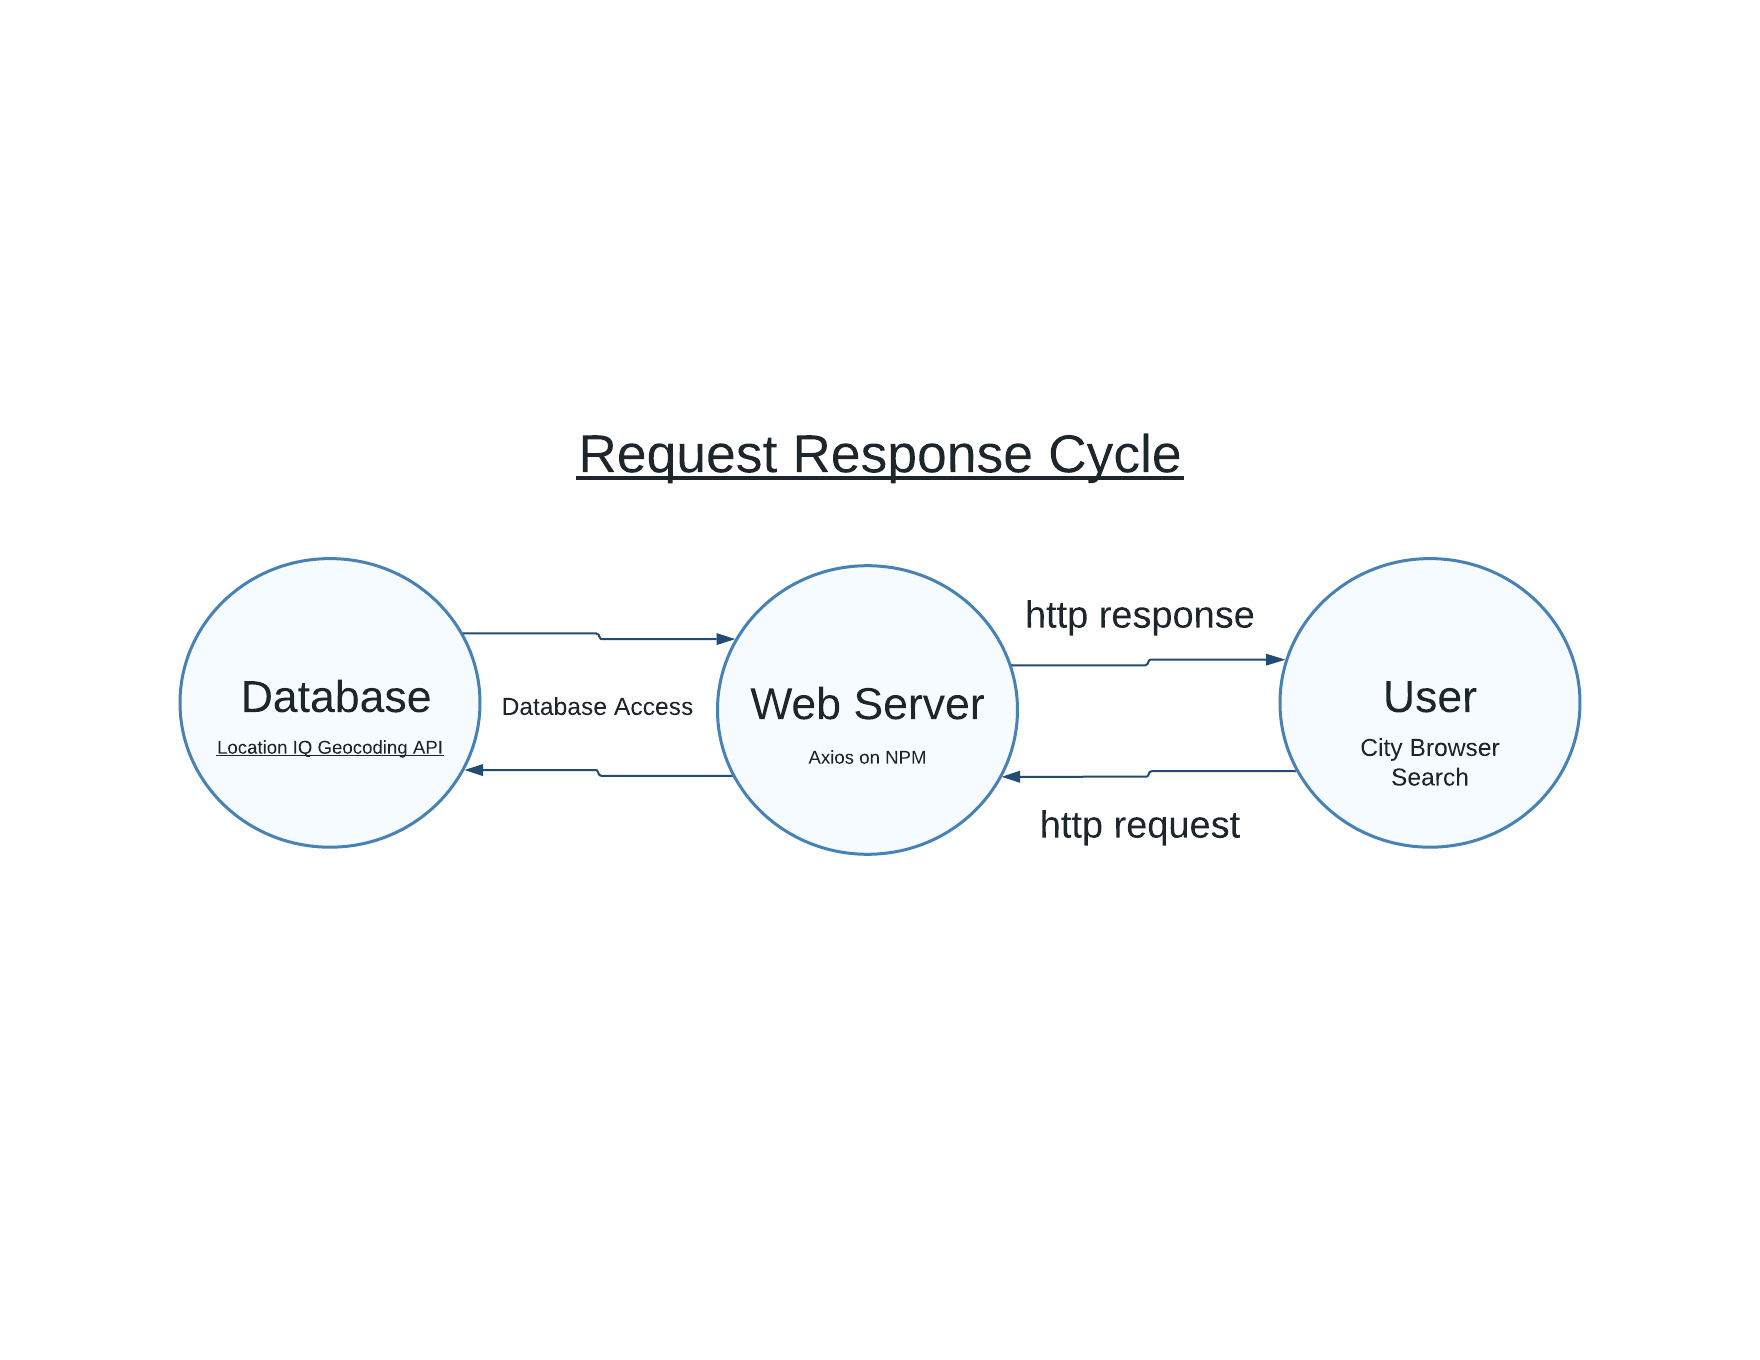 Request Response Cycle
Database
Location IQ Geocoding API
Database Access
Web Server
Axios on NPM
http response
http request
User
City Browser
Search